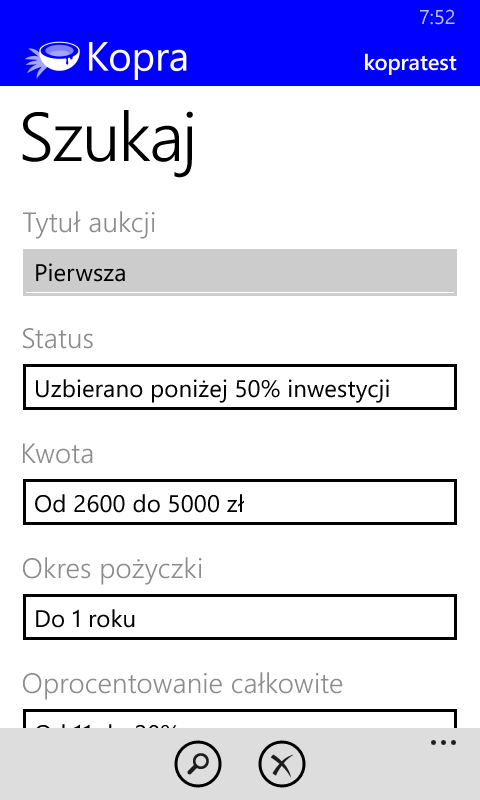 7:52
Kopra
kopratest
Szukaj
Tytuł aukcji
Pierwsza
Status
Uzbierano poniżej 50% inwestycji
Kwota
Od 2600 do 5000 zł
Okres pożyczki
Do 1 roku
Oprocentowanie całkowite